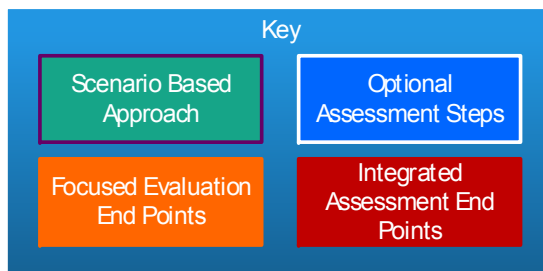 Key
Scenario Based
Approach
Optional
Assessment Steps
Focused Evaluation
End Points
Integrated
Assessment End
Points